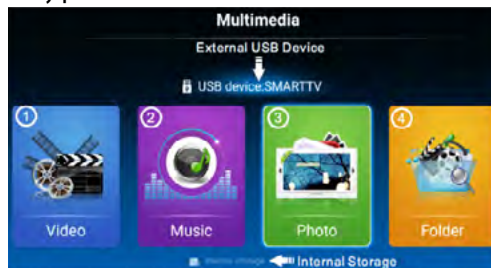 Multimedia
External USB Device
USB device:SMARTTV
1 2 3 4
Video Music Photo Folder
Internal Storage